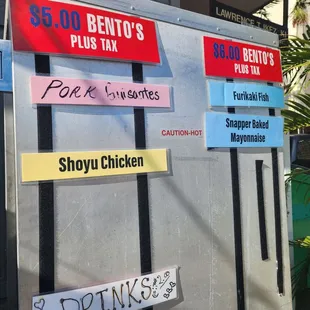 LAWRENCE
$5.00 BENTO'S
PLUS TAX
Pork Guisantes
Shoyu Chicken
DRINKS
CAUTION-HOT
$6.00 BENTO'S
PLUS TAX
Furikaki Fish
Snapper Baked
Mayonnaise